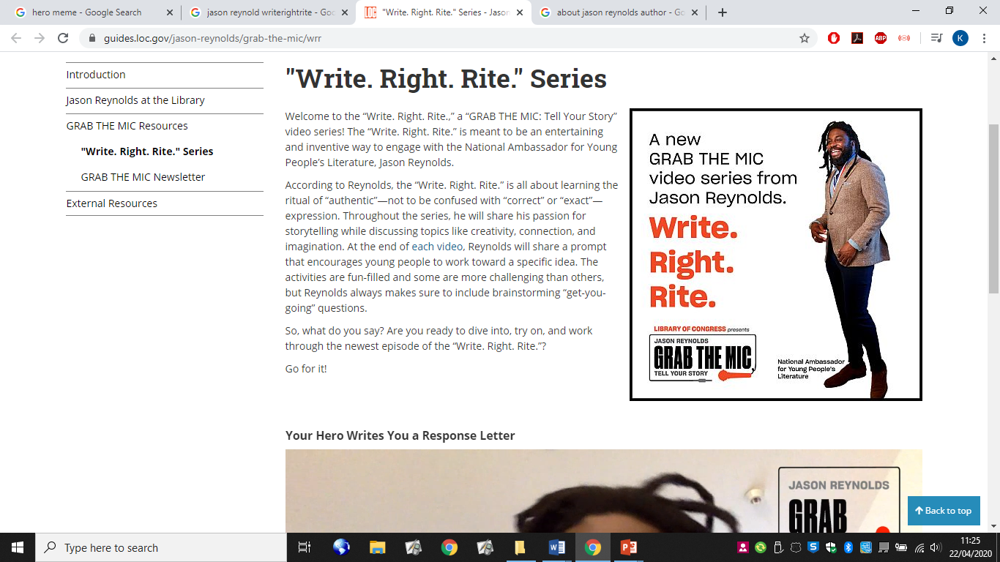 hero meme - Google Search
jason reynold writerightrite - Goo
"Write. Right. Rite." Series - Jason
about jason reynolds author - Go
guides.loc.gov/jason-reynolds/grab-the-mic/wrr
K
ABP
Introduction
Jason Reynolds at the Library
GRAB THE MIC Resources
"Write. Right. Rite." Series
GRAB THE MIC Newsletter
External Resources
"Write. Right. Rite." Series
Welcome to the “Write. Right. Rite.,” a “GRAB THE MIC: Tell Your Story”
video series! The “Write. Right. Rite.” is meant to be an entertaining
and inventive way to engage with the National Ambassador for Young
People’s Literature, Jason Reynolds.
According to Reynolds, the “Write. Right. Rite.” is all about learning the
ritual of “authentic”—not to be confused with “correct” or “exact”—
expression. Throughout the series, he will share his passion for
storytelling while discussing topics like creativity, connection, and
imagination. At the end of each video, Reynolds will share a prompt
that encourages young people to work toward a specific idea. The
activities are fun-filled and some are more challenging than others,
but Reynolds always makes sure to include brainstorming “get-you-
going” questions.
So, what do you say? Are you ready to dive into, try on, and work
through the newest episode of the “Write. Right. Rite.”?
Go for it!
A new
GRAB THE MIC
video series from
Jason Reynolds.
Write.
Right.
Rite.
LIBRARY OF CONGRESS presents
JASON REYNOLDS
GRAB THE MIC
TELL YOUR STORY
National Ambassador
for Young People's
Literature
Your Hero Writes You a Response Letter
JASON REYNOLDS
GRAB
Back to top
Type here to search
11:25
22/04/2020